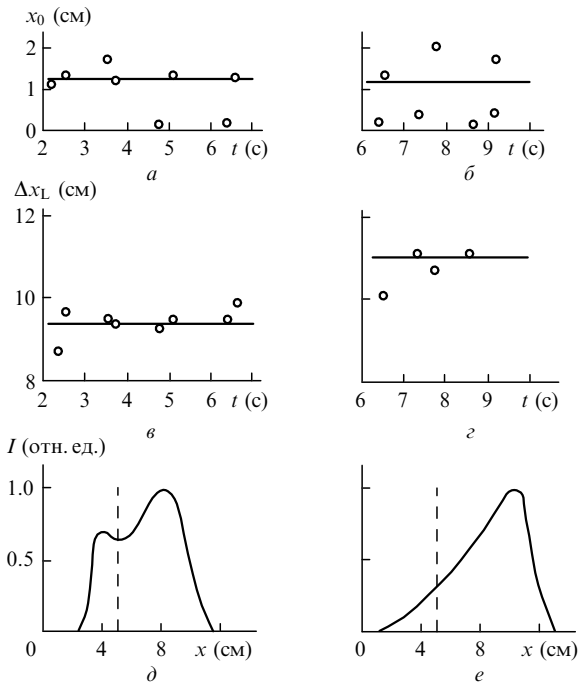 x₀ (см)
2
1
0
2 3 4 5 6 t (с)
а
6 7 8 9 t (с)
б
Δx_L (см)
12
10
8
2 3 4 5 6 t (с)
в
6 7 8 9 t (с)
г
I (отн. ед.)
1.0
0.5
0 4 8 x (см)
д
0 4 8 x (см)
е